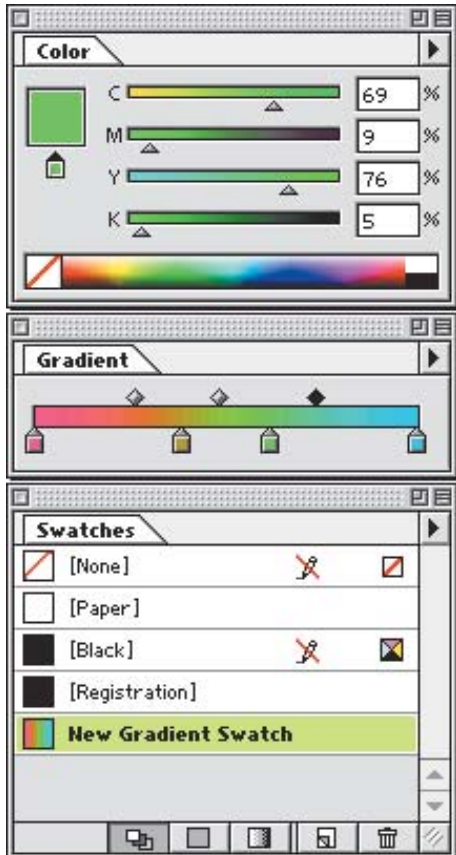 Color
C 69 %
M 9 %
Y 76 %
K 5 %
Gradient
Swatches
[None]
[Paper]
[Black]
[Registration]
New Gradient Swatch